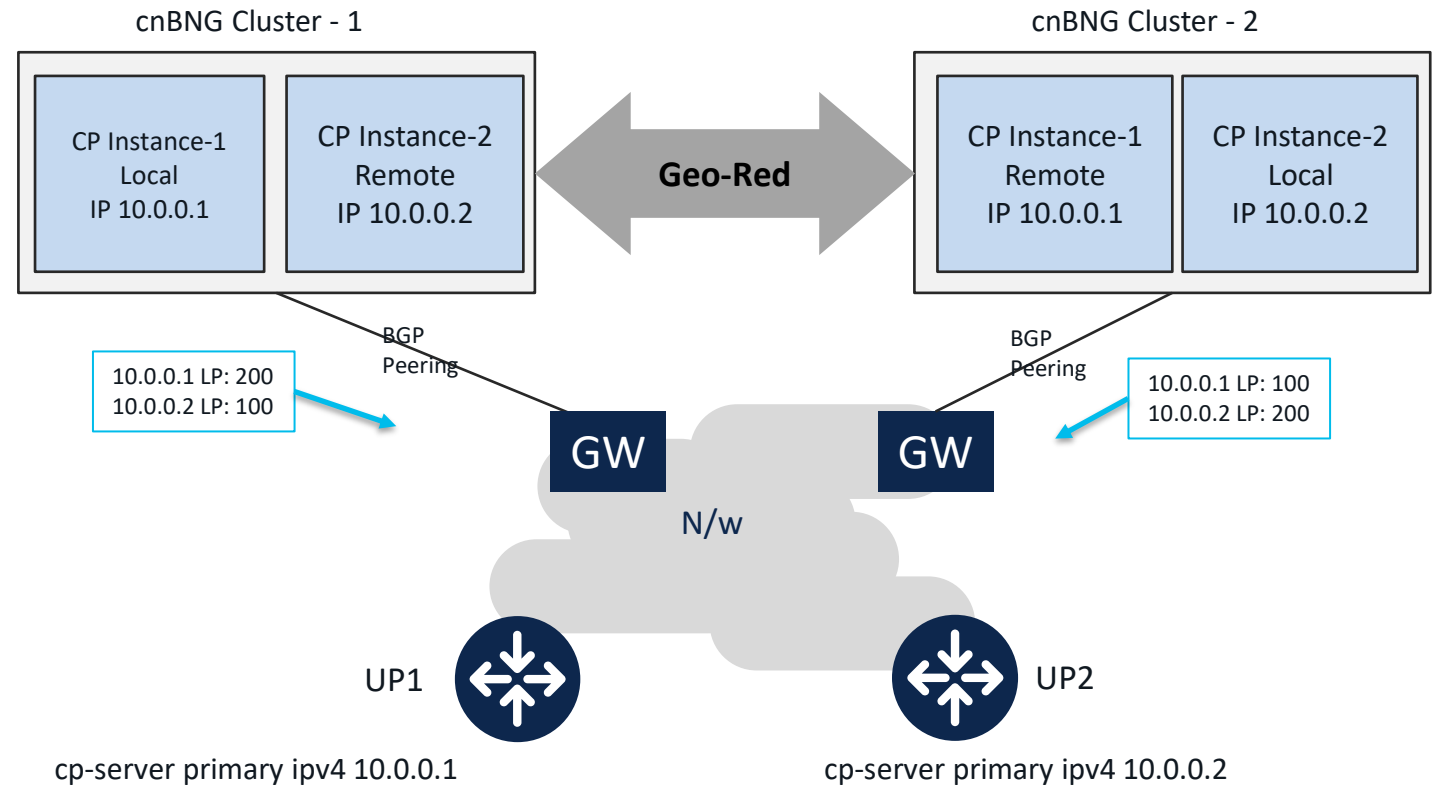 cnBNG Cluster - 1
cnBNG Cluster - 2
CP Instance-1
Local
IP 10.0.0.1
CP Instance-2
Remote
IP 10.0.0.2
Geo-Red
CP Instance-1
Remote
IP 10.0.0.1
CP Instance-2
Local
IP 10.0.0.2
BGP
Peering
BGP
Peering
10.0.0.1 LP: 200
10.0.0.2 LP: 100
10.0.0.1 LP: 100
10.0.0.2 LP: 200
GW
GW
N/w
UP1
UP2
cp-server primary ipv4 10.0.0.1
cp-server primary ipv4 10.0.0.2